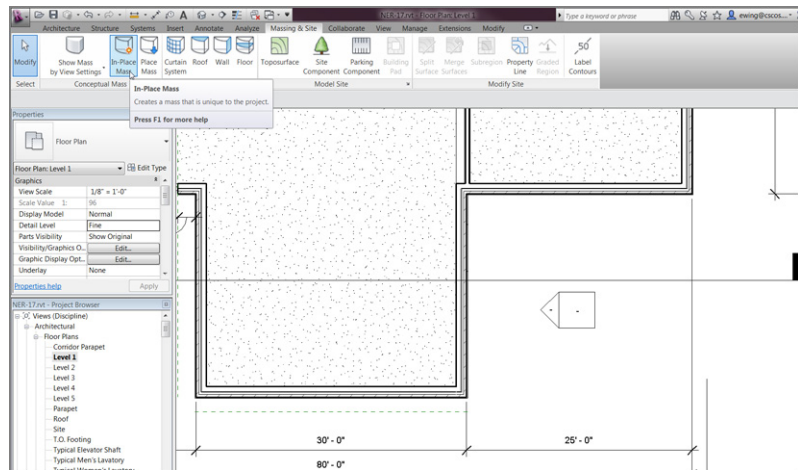 NER-17.rvt - Floor Plan: Level 1
Type a keyword or phrase
ewing@cscos...
Architecture Structure Systems Insert Annotate Analyze Massing & Site Collaborate View Manage Extensions Modify
Modify
Show Mass
by View Settings
In-Place
Mass
Place
Mass
Curtain
System
Roof
Wall
Floor
Toposurface
Site
Component
Parking
Component
Building
Pad
Split
Surface
Merge
Surfaces
Subregion
Property
Line
Graded
Region
50
Label
Contours
Select
Conceptual Mass
Model Site
Modify Site
In-Place Mass
Creates a mass that is unique to the project.
Press F1 for more help
Properties
Floor Plan
Floor Plan: Level 1
Edit Type
Graphics
View Scale 1/8" = 1'-0"
Scale Value 1: 96
Display Model Normal
Detail Level Fine
Parts Visibility Show Original
Visibility/Graphics O... Edit...
Graphic Display Opt... Edit...
Underlay None
Properties help
Apply
NER-17.rvt - Project Browser
Views (Discipline)
Architectural
Floor Plans
Corridor Parapet
Level 1
Level 2
Level 3
Level 4
Level 5
Parapet
Roof
Site
T.O. Footing
Typical Elevator Shaft
Typical Men's Lavatory
Typical Women's Lavatory
30' - 0"
25' - 0"
80' - 0"